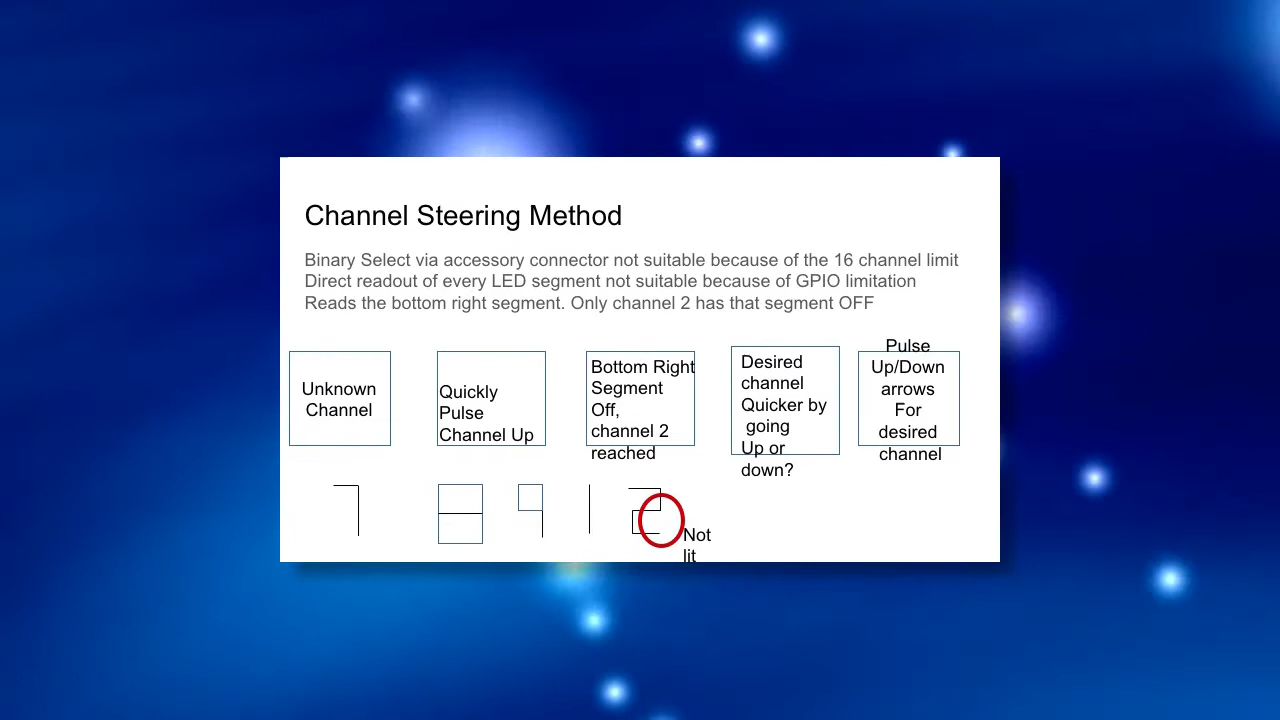 Channel Steering Method
Binary Select via accessory connector not suitable because of the 16 channel limit
Direct readout of every LED segment not suitable because of GPIO limitation
Reads the bottom right segment. Only channel 2 has that segment OFF
Unknown
Channel
Quickly
Pulse
Channel Up
Bottom Right
Segment
Off,
channel 2
reached
Desired
channel
Quicker by
going
Up or
down?
Pulse
Up/Down
arrows
For
desired
channel
Not
lit